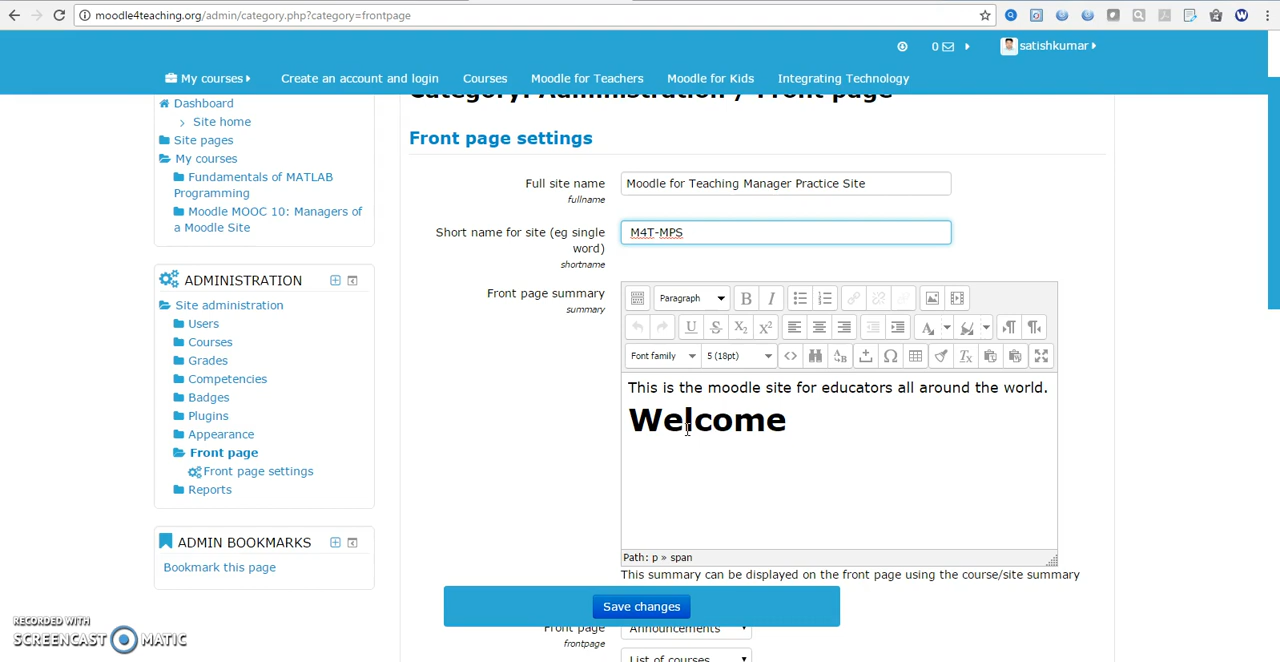 moodle4teaching.org/admin/category.php?category=frontpage
0 satishkumar
My courses Create an account and login Courses Moodle for Teachers Moodle for Kids Integrating Technology
Category: Administration / Front page
Dashboard
Site home
Site pages
My courses
Fundamentals of MATLAB
Programming
Moodle MOOC 10: Managers of
a Moodle Site
ADMINISTRATION
Site administration
Users
Courses
Grades
Competencies
Badges
Plugins
Appearance
Front page
Front page settings
Reports
ADMIN BOOKMARKS
Bookmark this page
Front page settings
Full site name
fullname
Moodle for Teaching Manager Practice Site
Short name for site (eg single
word)
shortname
M4T-MPS
Front page summary
summary
Paragraph
Font family 5 (18pt)
This is the moodle site for educators all around the world.
Welcome
Path: p » span
This summary can be displayed on the front page using the course/site summary
Save changes
Front page
frontpage
Announcements
List of courses
RECORDED WITH
SCREENCAST MATIC